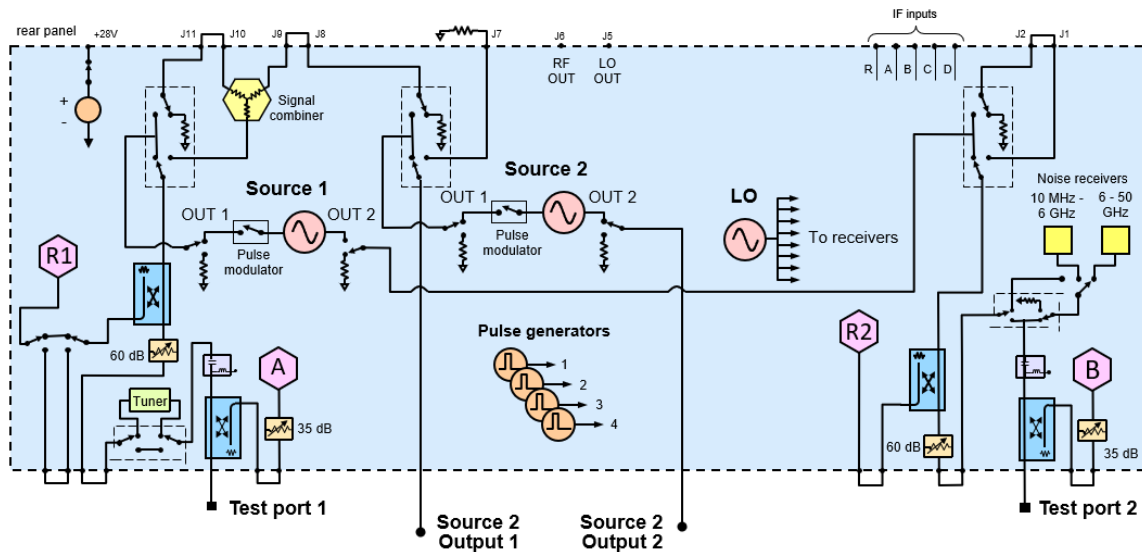 rear panel
+28V
J11
J10
J9
J8
J7
J6
J5
IF inputs
J2
J1
RF
OUT
LO
OUT
R
A
B
C
D
+
-
Signal
combiner
Source 1
Source 2
LO
Noise receivers
10 MHz -
6 GHz
6 - 50
GHz
OUT 1
OUT 2
Pulse
modulator
OUT 1
OUT 2
Pulse
modulator
To receivers
R1
60 dB
Tuner
A
35 dB
Pulse generators
1
2
3
4
R2
60 dB
B
35 dB
Test port 1
Source 2
Output 1
Source 2
Output 2
Test port 2